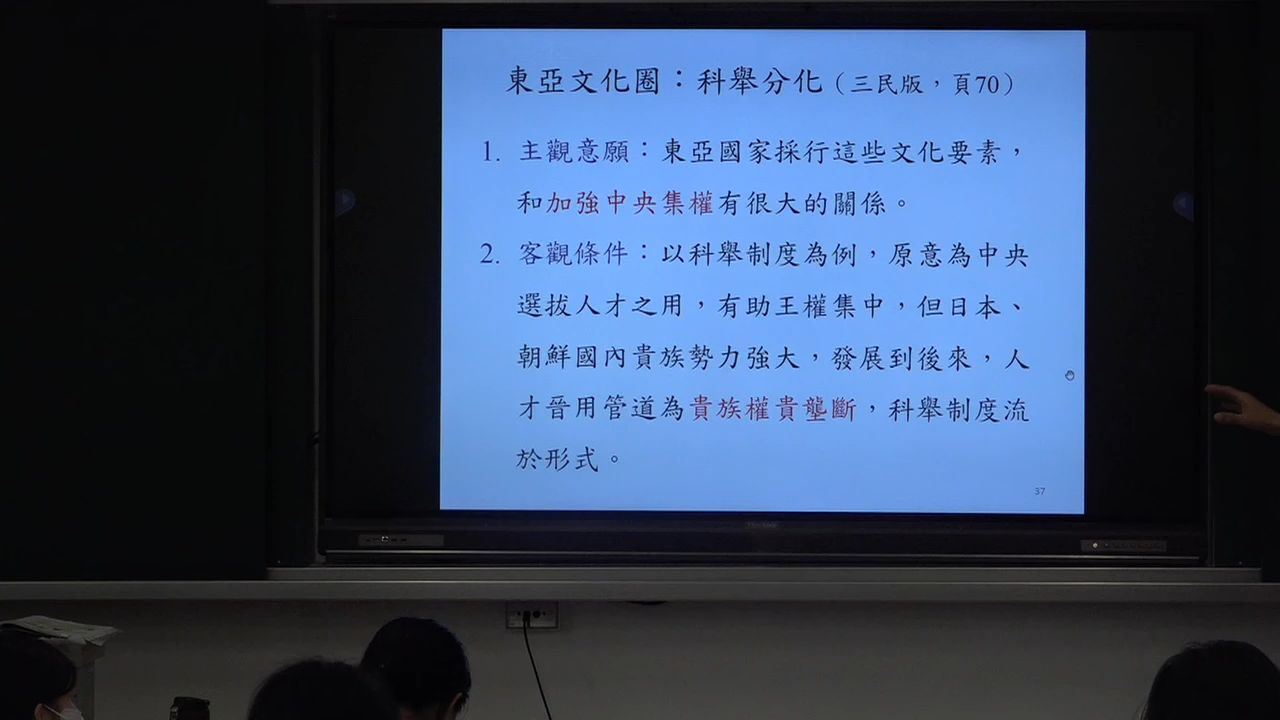 東亞文化圈：科舉分化（三民版，頁70）
1. 主觀意願：東亞國家採行這些文化要素，
和加強中央集權有很大的關係。
2. 客觀條件：以科舉制度為例，原意為中央
選拔人才之用，有助王權集中，但日本、
朝鮮國內貴族勢力強大，發展到後來，人
才晉用管道為貴族權貴壟斷，科舉制度流
於形式。
37